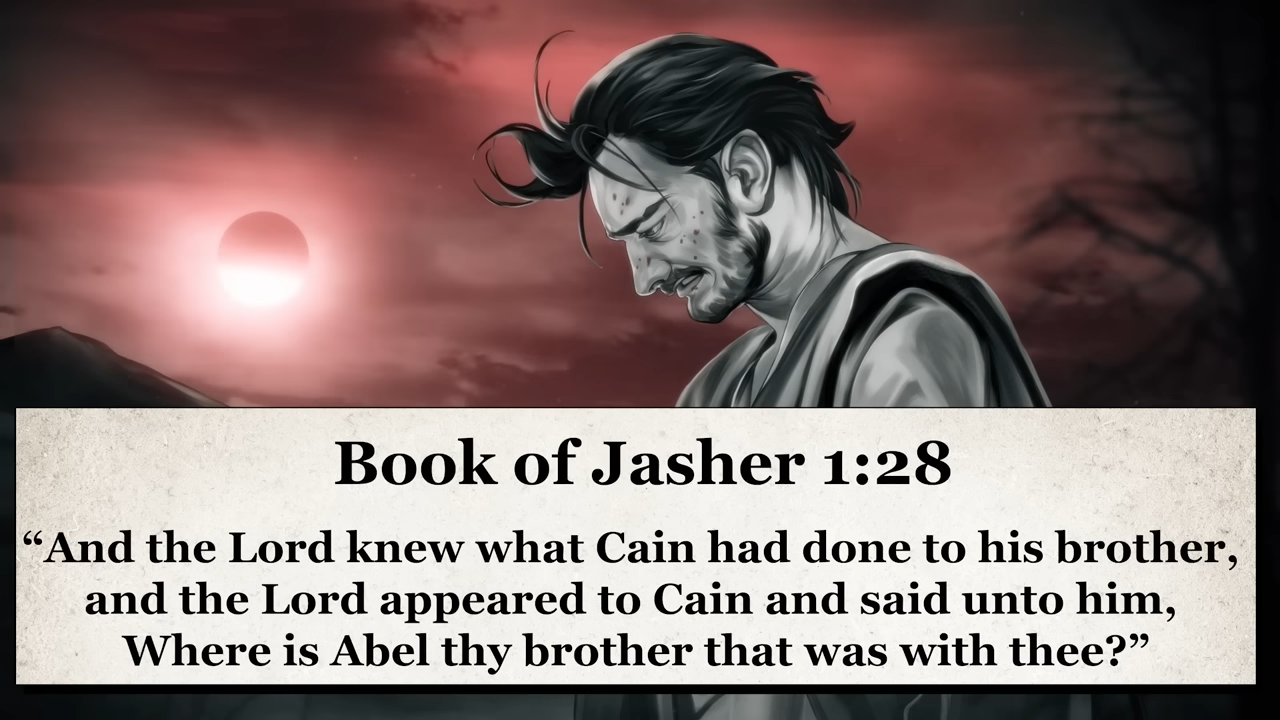 Book of Jasher 1:28
“And the Lord knew what Cain had done to his brother,
and the Lord appeared to Cain and said unto him,
Where is Abel thy brother that was with thee?”